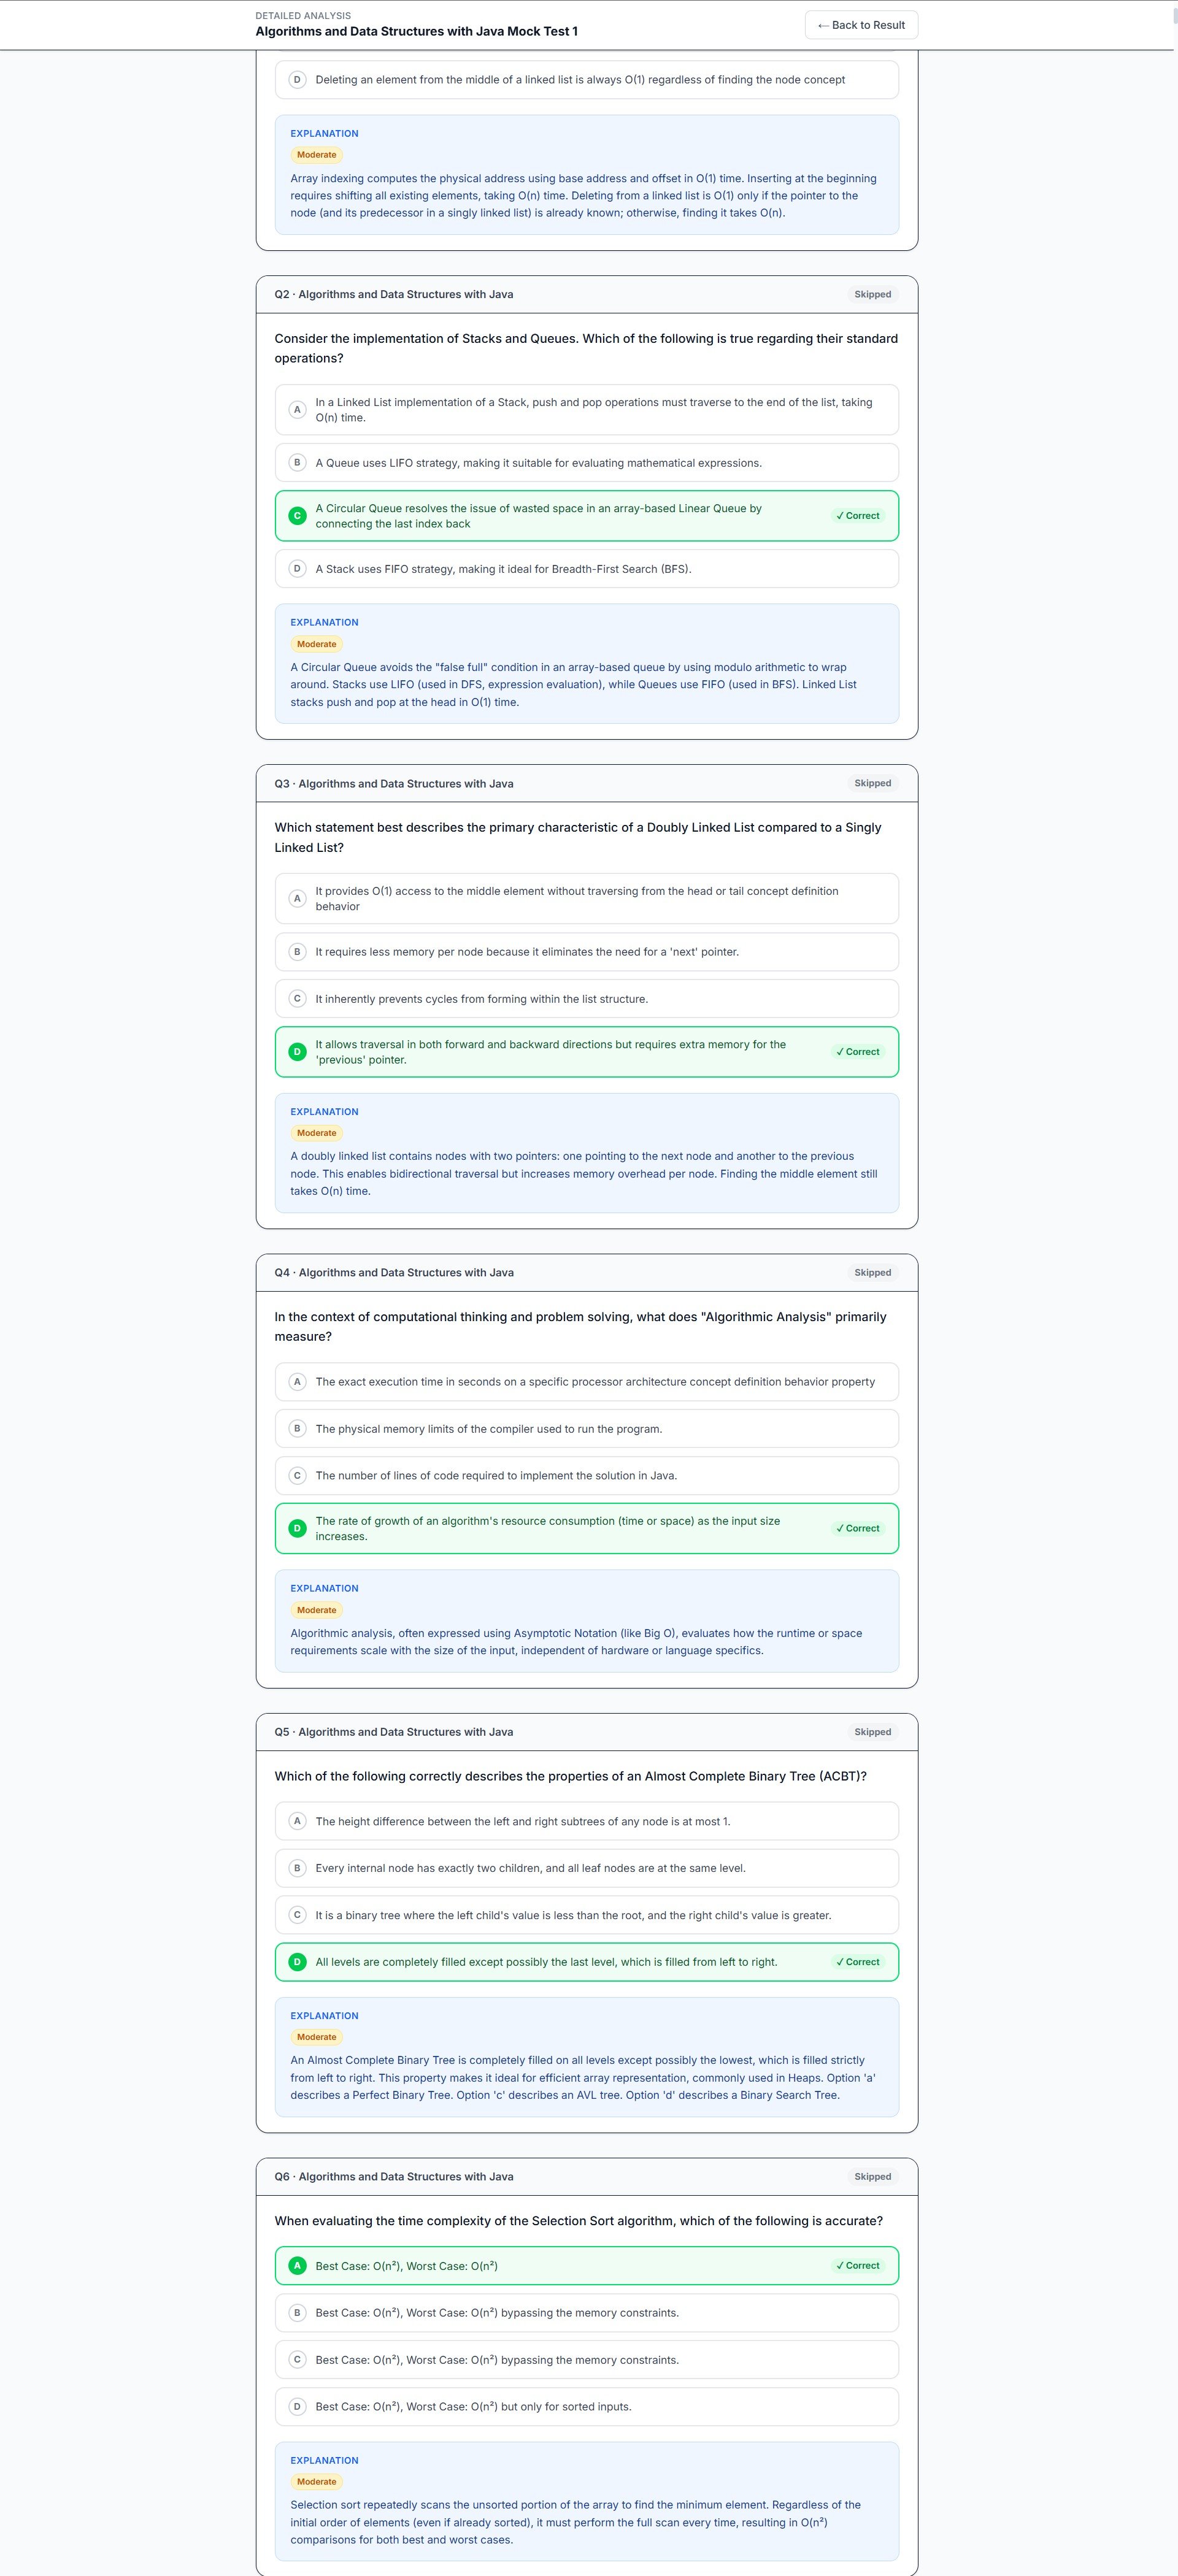 DETAILED ANALYSIS
Algorithms and Data Structures with Java Mock Test 1
← Back to Result
D Deleting an element from the middle of a linked list is always O(1) regardless of finding the node concept
EXPLANATION
Moderate
Array indexing computes the physical address using base address and offset in O(1) time. Inserting at the beginning
requires shifting all existing elements, taking O(n) time. Deleting from a linked list is O(1) only if the pointer to the
node (and its predecessor in a singly linked list) is already known; otherwise, finding it takes O(n).
Q2 · Algorithms and Data Structures with Java
Skipped
Consider the implementation of Stacks and Queues. Which of the following is true regarding their standard
operations?
A In a Linked List implementation of a Stack, push and pop operations must traverse to the end of the list, taking
O(n) time.
B A Queue uses LIFO strategy, making it suitable for evaluating mathematical expressions.
C A Circular Queue resolves the issue of wasted space in an array-based Linear Queue by
connecting the last index back
✓ Correct
D A Stack uses FIFO strategy, making it ideal for Breadth-First Search (BFS).
EXPLANATION
Moderate
A Circular Queue avoids the "false full" condition in an array-based queue by using modulo arithmetic to wrap
around. Stacks use LIFO (used in DFS, expression evaluation), while Queues use FIFO (used in BFS). Linked List
stacks push and pop at the head in O(1) time.
Q3 · Algorithms and Data Structures with Java
Skipped
Which statement best describes the primary characteristic of a Doubly Linked List compared to a Singly
Linked List?
A It provides O(1) access to the middle element without traversing from the head or tail concept definition
behavior
B It requires less memory per node because it eliminates the need for a 'next' pointer.
C It inherently prevents cycles from forming within the list structure.
D It allows traversal in both forward and backward directions but requires extra memory for the
'previous' pointer.
✓ Correct
EXPLANATION
Moderate
A doubly linked list contains nodes with two pointers: one pointing to the next node and another to the previous
node. This enables bidirectional traversal but increases memory overhead per node. Finding the middle element still
takes O(n) time.
Q4 · Algorithms and Data Structures with Java
Skipped
In the context of computational thinking and problem solving, what does "Algorithmic Analysis" primarily
measure?
A The exact execution time in seconds on a specific processor architecture concept definition behavior property
B The physical memory limits of the compiler used to run the program.
C The number of lines of code required to implement the solution in Java.
D The rate of growth of an algorithm's resource consumption (time or space) as the input size
increases.
✓ Correct
EXPLANATION
Moderate
Algorithmic analysis, often expressed using Asymptotic Notation (like Big O), evaluates how the runtime or space
requirements scale with the size of the input, independent of hardware or language specifics.
Q5 · Algorithms and Data Structures with Java
Skipped
Which of the following correctly describes the properties of an Almost Complete Binary Tree (ACBT)?
A The height difference between the left and right subtrees of any node is at most 1.
B Every internal node has exactly two children, and all leaf nodes are at the same level.
C It is a binary tree where the left child's value is less than the root, and the right child's value is greater.
D All levels are completely filled except possibly the last level, which is filled from left to right.
✓ Correct
EXPLANATION
Moderate
An Almost Complete Binary Tree is completely filled on all levels except possibly the lowest, which is filled strictly
from left to right. This property makes it ideal for efficient array representation, commonly used in Heaps. Option 'a'
describes a Perfect Binary Tree. Option 'c' describes an AVL tree. Option 'd' describes a Binary Search Tree.
Q6 · Algorithms and Data Structures with Java
Skipped
When evaluating the time complexity of the Selection Sort algorithm, which of the following is accurate?
A Best Case: O(n²), Worst Case: O(n²)
✓ Correct
B Best Case: O(n²), Worst Case: O(n²) bypassing the memory constraints.
C Best Case: O(n²), Worst Case: O(n²) bypassing the memory constraints.
D Best Case: O(n²), Worst Case: O(n²) but only for sorted inputs.
EXPLANATION
Moderate
Selection sort repeatedly scans the unsorted portion of the array to find the minimum element. Regardless of the
initial order of elements (even if already sorted), it must perform the full scan every time, resulting in O(n²)
comparisons for both best and worst cases.